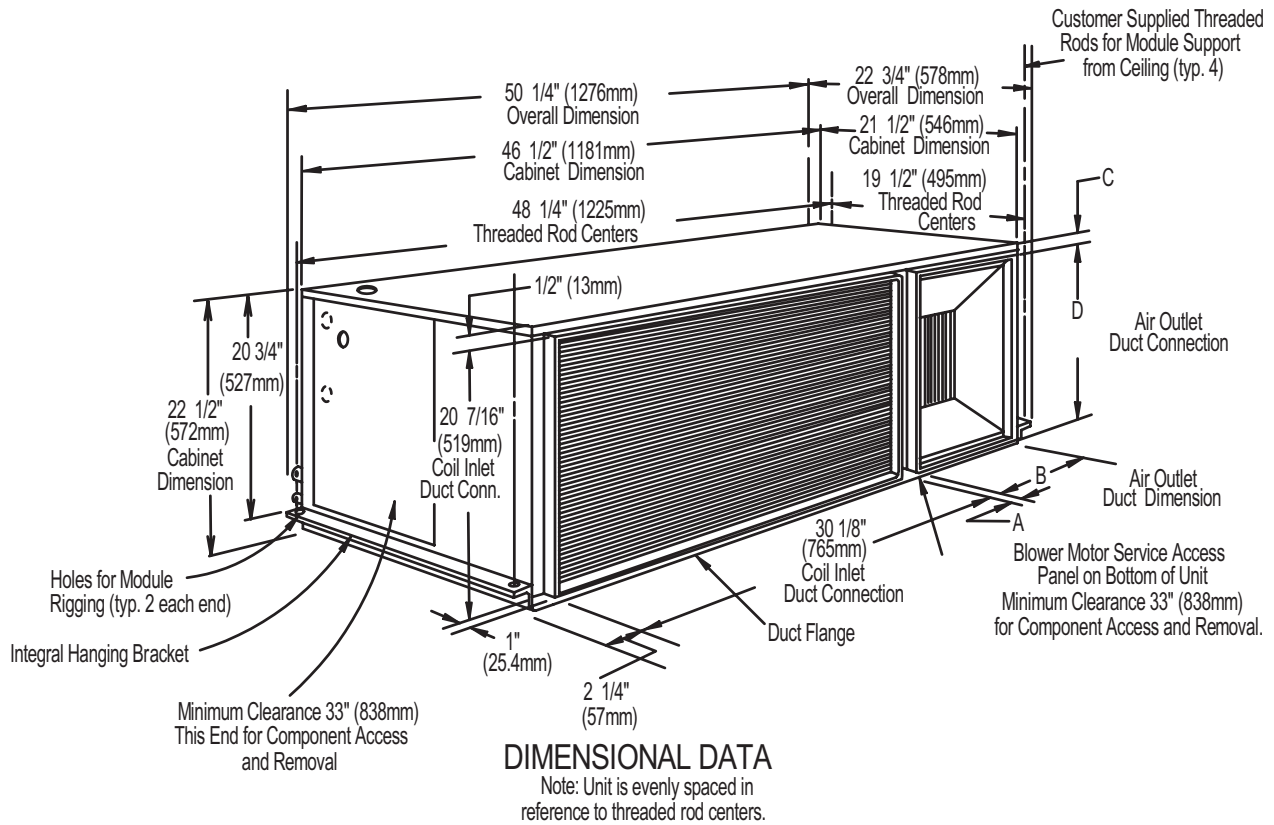 Customer Supplied Threaded
Rods for Module Support
from Ceiling (typ. 4)
50 1/4" (1276mm)
Overall Dimension
22 3/4" (578mm)
Overall Dimension
46 1/2" (1181mm)
Cabinet Dimension
21 1/2" (546mm)
Cabinet Dimension
48 1/4" (1225mm)
Threaded Rod Centers
19 1/2" (495mm)
Threaded Rod
Centers
C
1/2" (13mm)
D
Air Outlet
Duct Connection
20 3/4"
(527mm)
22 1/2"
(572mm)
Cabinet
Dimension
20 7/16"
(519mm)
Coil Inlet
Duct Conn.
B
Air Outlet
Duct Dimension
A
30 1/8"
(765mm)
Coil Inlet
Duct Connection
Blower Motor Service Access
Panel on Bottom of Unit
Minimum Clearance 33" (838mm)
for Component Access and Removal.
Holes for Module
Rigging (typ. 2 each end)
Integral Hanging Bracket
Duct Flange
1"
(25.4mm)
2 1/4"
(57mm)
Minimum Clearance 33" (838mm)
This End for Component Access
and Removal
DIMENSIONAL DATA
Note: Unit is evenly spaced in
reference to threaded rod centers.